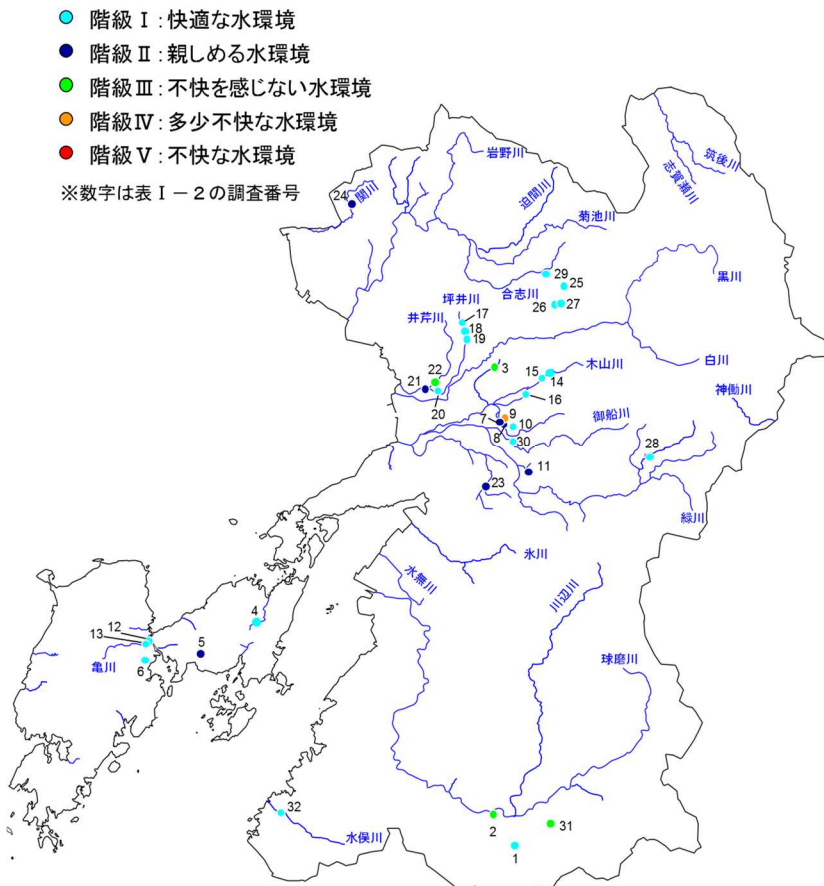 階級Ⅰ:快適な水環境
階級Ⅱ:親しめる水環境
階級Ⅲ:不快を感じない水環境
階級Ⅳ:多少不快な水環境
階級Ⅴ:不快な水環境
※数字は表Ⅰ-2の調査番号
岩野川
筑後川
志賀瀬川
迫間川
24
関川
菊池川
黒川
29
25
合志川
26
27
坪井川
17
井芹川
18
19
22
3
木山川
白川
15
14
21
20
16
神働川
9
7
10
御船川
8
30
28
11
23
緑川
氷川
水無川
川辺川
4
12
13
5
亀川
6
球磨川
32
水俣川
2
31
1